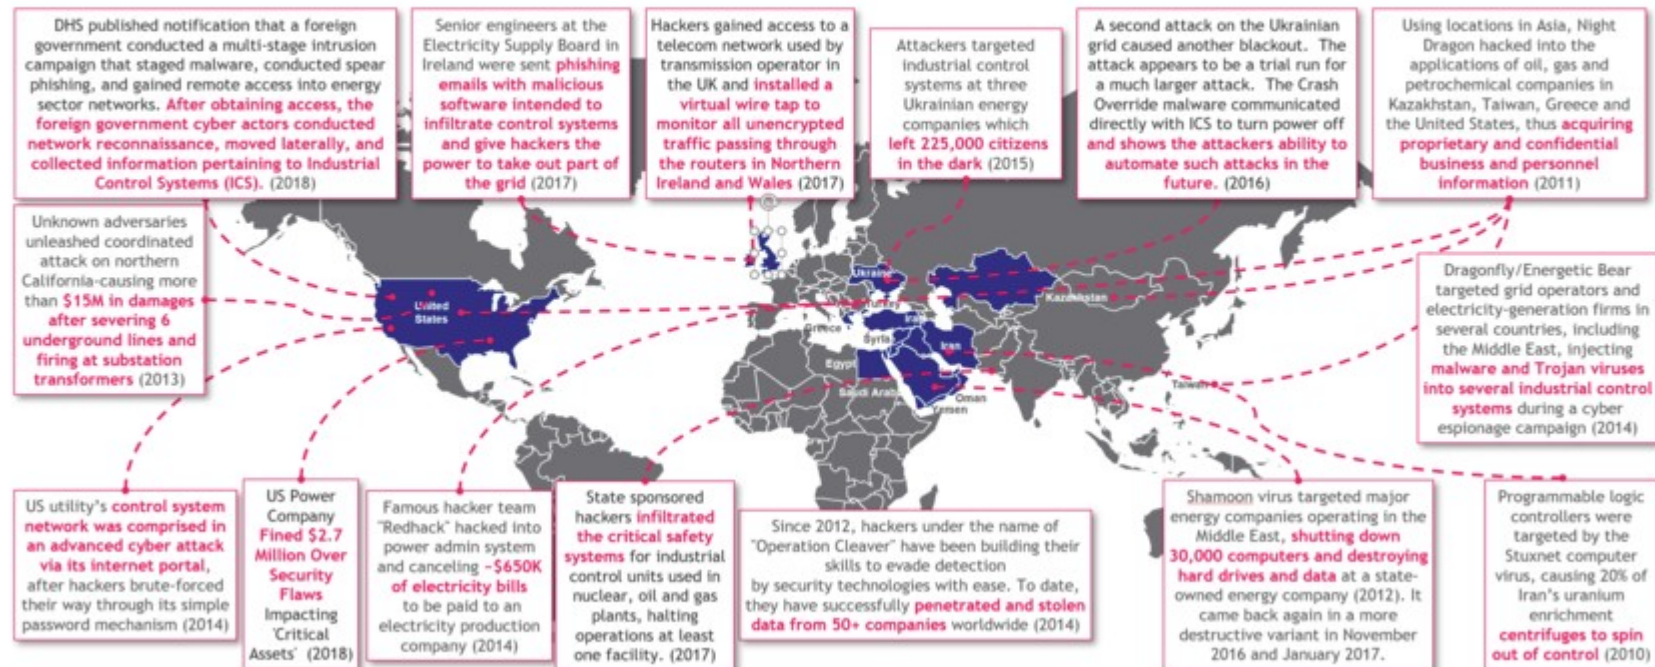 DHS published notification that a foreign
government conducted a multi-stage intrusion
campaign that staged malware, conducted spear
phishing, and gained remote access into energy
sector networks. After obtaining access, the
foreign government cyber actors conducted
network reconnaissance, moved laterally, and
collected information pertaining to Industrial
Control Systems (ICS). (2018)
Senior engineers at the
Electricity Supply Board in
Ireland were sent phishing
emails with malicious
software intended to
infiltrate control systems
and give hackers the
power to take out part of
the grid (2017)
Hackers gained access to a
telecom network used by
transmission operator in
the UK and installed a
virtual wire tap to
monitor all unencrypted
traffic passing through
the routers in Northern
Ireland and Wales (2017)
Attackers targeted
industrial control
systems at three
Ukrainian energy
companies which
left 225,000 citizens
in the dark (2015)
A second attack on the Ukrainian
grid caused another blackout. The
attack appears to be a trial run for
a much larger attack. The Crash
Override malware communicated
directly with ICS to turn power off
and shows the attackers ability to
automate such attacks in the
future. (2016)
Using locations in Asia, Night
Dragon hacked into the
applications of oil, gas and
petrochemical companies in
Kazakhstan, Taiwan, Greece and
the United States, thus acquiring
proprietary and confidential
business and personnel
information (2011)
Unknown adversaries
unleashed coordinated
attack on northern
California-causing more
than $15M in damages
after severing 6
underground lines and
firing at substation
transformers (2013)
United
States
Ukraine
Kazakhstan
Turkey
Greece
Syria
Iraq
Iran
Egypt
Saudi Arabia
Oman
Yemen
Taiwan
Dragonfly/Energetic Bear
targeted grid operators and
electricity-generation firms in
several countries, including
the Middle East, injecting
malware and Trojan viruses
into several industrial control
systems during a cyber
espionage campaign (2014)
US utility's control system
network was comprised in
an advanced cyber attack
via its internet portal,
after hackers brute-forced
their way through its simple
password mechanism (2014)
US Power
Company
Fined $2.7
Million Over
Security
Flaws
Impacting
'Critical
Assets' (2018)
Famous hacker team
"Redhack" hacked into
power admin system
and canceling ~$650K
of electricity bills
to be paid to an
electricity production
company (2014)
State sponsored
hackers infiltrated
the critical safety
systems for industrial
control units used in
nuclear, oil and gas
plants, halting
operations at least
one facility. (2017)
Since 2012, hackers under the name of
"Operation Cleaver" have been building their
skills to evade detection
by security technologies with ease. To date,
they have successfully penetrated and stolen
data from 50+ companies worldwide (2014)
Shamoon virus targeted major
energy companies operating in the
Middle East, shutting down
30,000 computers and destroying
hard drives and data at a state-
owned energy company (2012). It
came back again in a more
destructive variant in November
2016 and January 2017.
Programmable logic
controllers were
targeted by the
Stuxnet computer
virus, causing 20% of
Iran's uranium
enrichment
centrifuges to spin
out of control (2010)